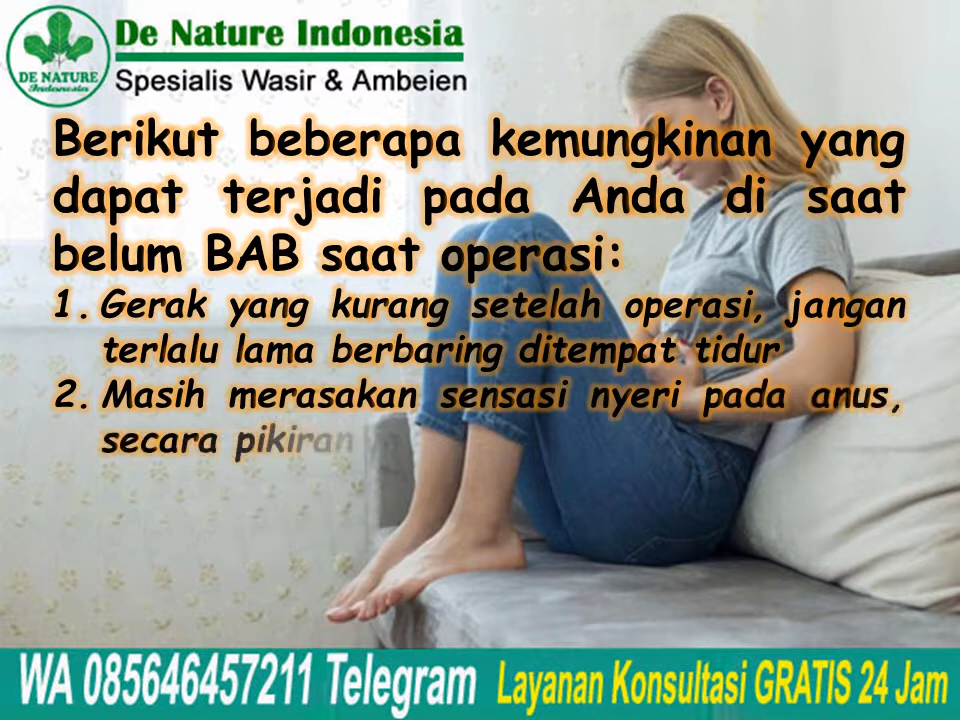 De Nature Indonesia
DE NATURE
Indonesia
Spesialis Wasir & Ambeien
Berikut beberapa kemungkinan yang
dapat terjadi pada Anda di saat
belum BAB saat operasi:
1. Gerak yang kurang setelah operasi, jangan
terlalu lama berbaring ditempat tidur
2. Masih merasakan sensasi nyeri pada anus,
secara pikiran
WA 085646457211 Telegram Layanan Konsultasi GRATIS 24 Jam